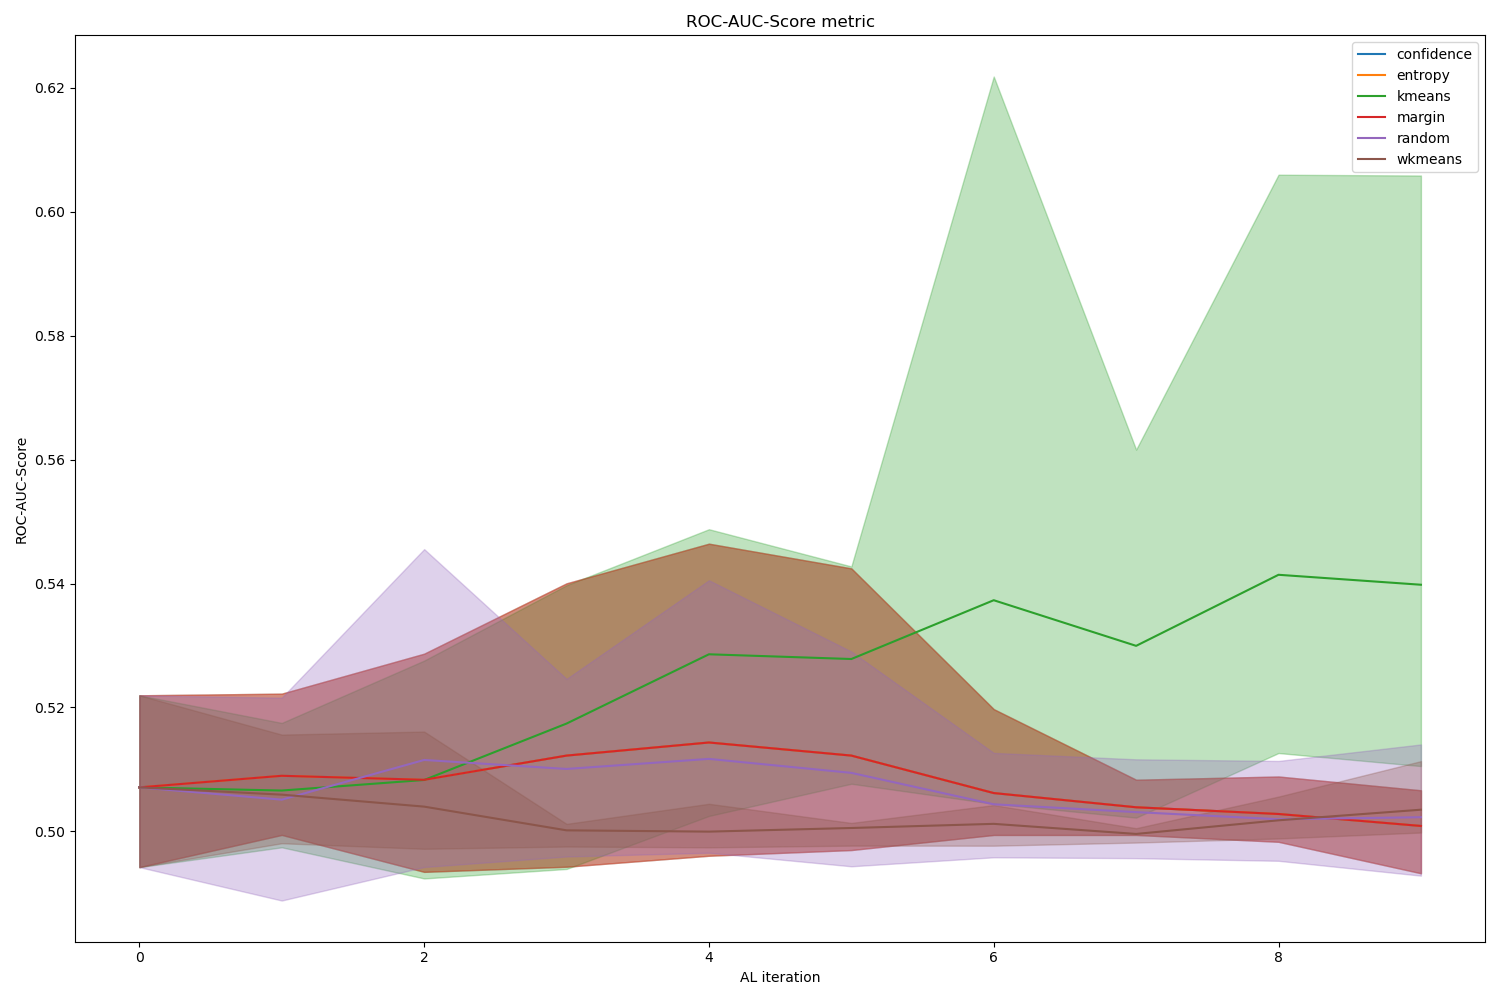 ROC-AUC-Score metric
confidence
entropy
kmeans
margin
random
wkmeans
0.62
0.60
0.58
0.56
0.54
0.52
0.50
ROC-AUC-Score
0 2 4 6 8
AL iteration